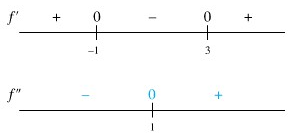 f′ + 0 − 0 + 
−1 3
f″ − 0 +
1